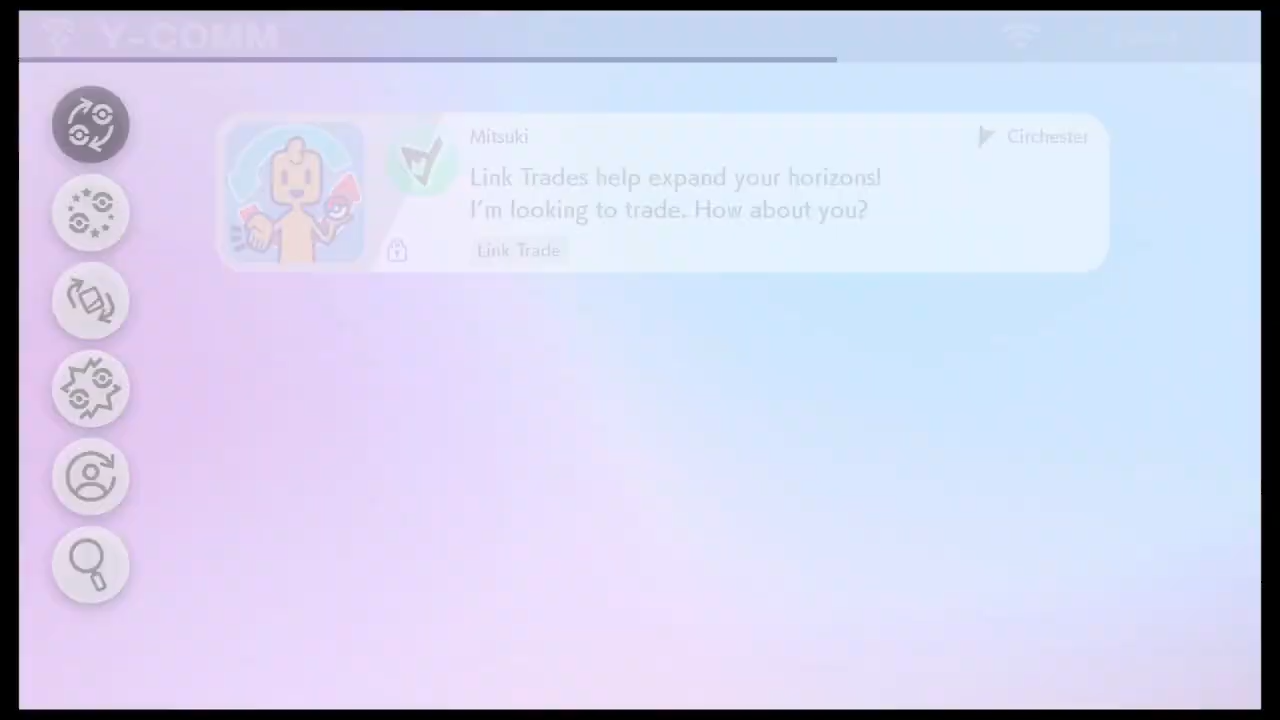 Y-COMM
Mitsuki
Circhester
Link Trades help expand your horizons!
I'm looking to trade. How about you?
Link Trade